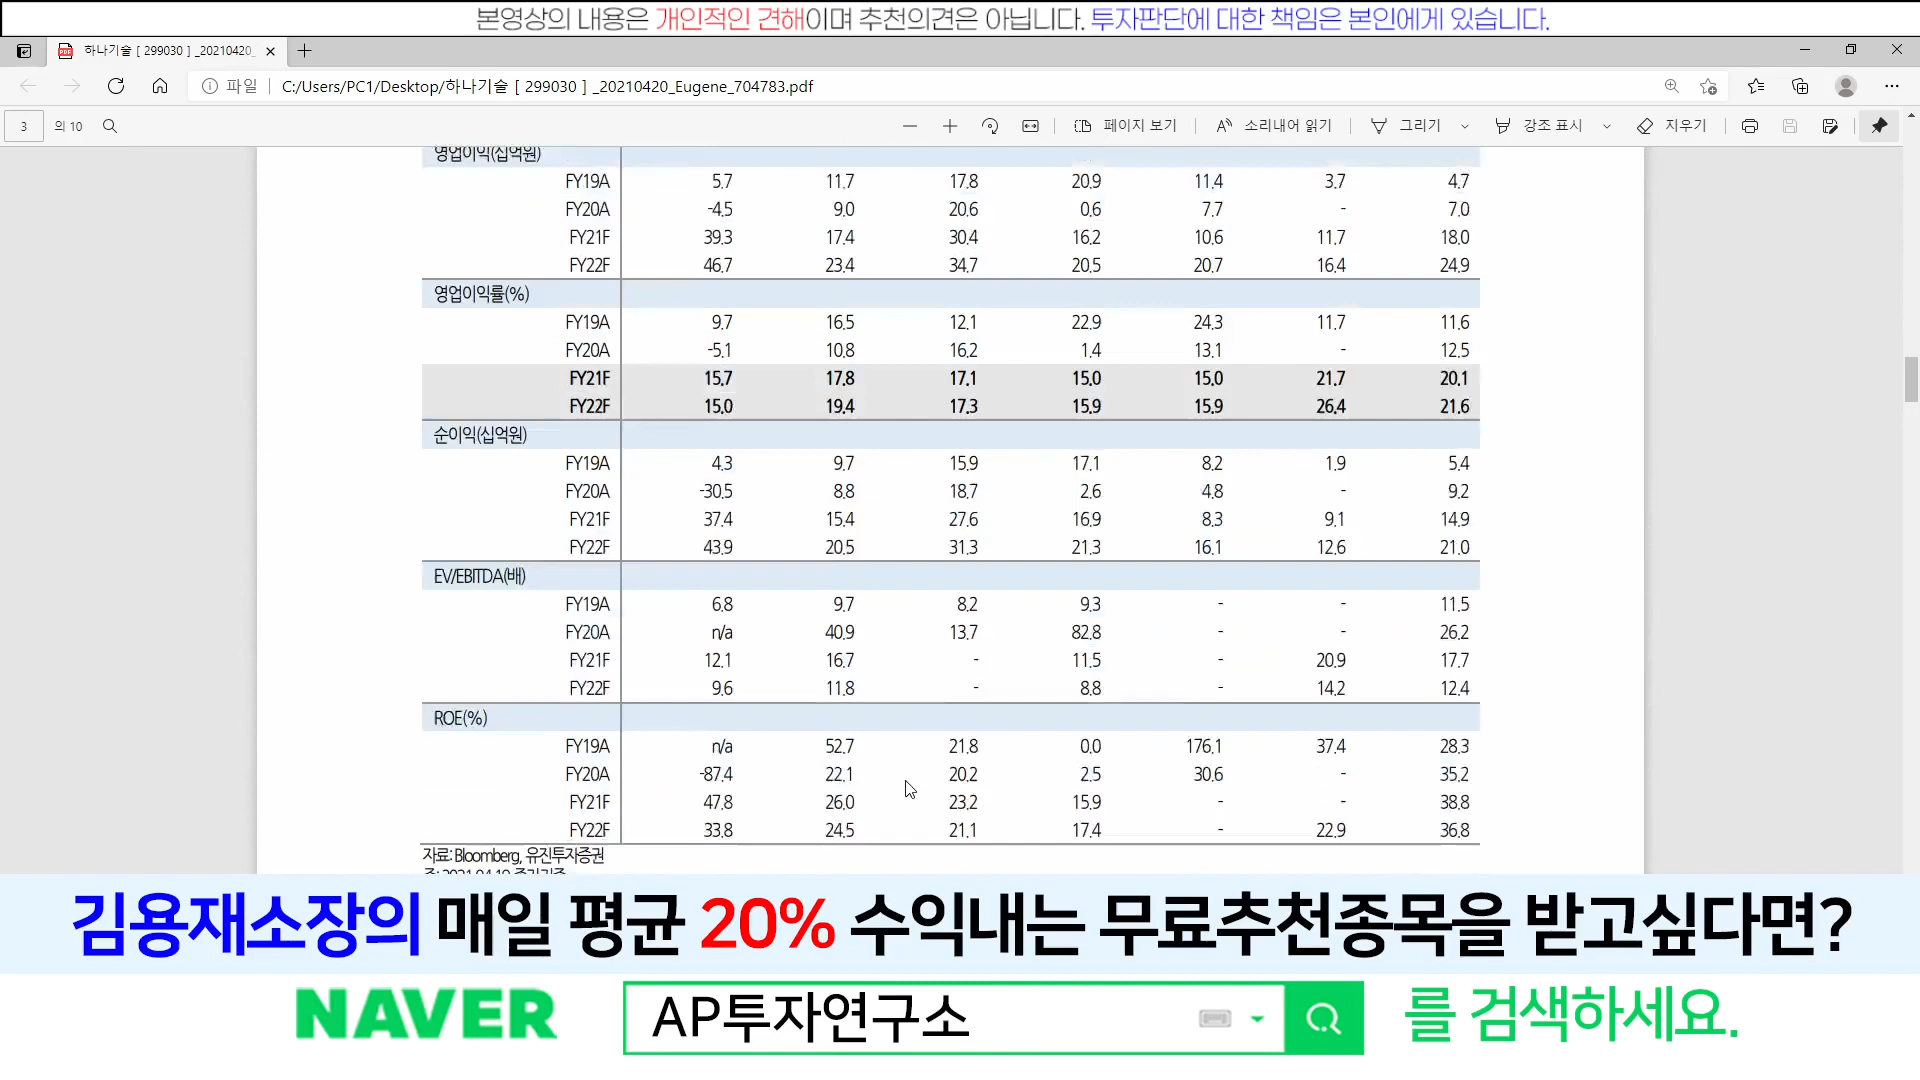 본영상의 내용은 개인적인 견해이며 추천의견은 아닙니다. 투자판단에 대한 책임은 본인에게 있습니다.
하나기술 [ 299030 ] _20210420_
파일 C:/Users/PC1/Desktop/하나기술 [ 299030 ] _20210420_Eugene_704783.pdf
3 의 10 페이지 보기 소리내어 읽기 그리기 강조 표시 지우기
영업이익(십억원)
FY19A 5.7 11.7 17.8 20.9 11.4 3.7 4.7
FY20A -4.5 9.0 20.6 0.6 7.7 - 7.0
FY21F 39.3 17.4 30.4 16.2 10.6 11.7 18.0
FY22F 46.7 23.4 34.7 20.5 20.7 16.4 24.9
영업이익률(%)
FY19A 9.7 16.5 12.1 22.9 24.3 11.7 11.6
FY20A -5.1 10.8 16.2 1.4 13.1 - 12.5
FY21F 15.7 17.8 17.1 15.0 15.0 21.7 20.1
FY22F 15.0 19.4 17.3 15.9 15.9 26.4 21.6
순이익(십억원)
FY19A 4.3 9.7 15.9 17.1 8.2 1.9 5.4
FY20A -30.5 8.8 18.7 2.6 4.8 - 9.2
FY21F 37.4 15.4 27.6 16.9 8.3 9.1 14.9
FY22F 43.9 20.5 31.3 21.3 16.1 12.6 21.0
EV/EBITDA(배)
FY19A 6.8 9.7 8.2 9.3 - - 11.5
FY20A n/a 40.9 13.7 82.8 - - 26.2
FY21F 12.1 16.7 - 11.5 - 20.9 17.7
FY22F 9.6 11.8 - 8.8 - 14.2 12.4
ROE(%)
FY19A n/a 52.7 21.8 0.0 176.1 37.4 28.3
FY20A -87.4 22.1 20.2 2.5 30.6 - 35.2
FY21F 47.8 26.0 23.2 15.9 - - 38.8
FY22F 33.8 24.5 21.1 17.4 - 22.9 36.8
자료: Bloomberg, 유진투자증권
김용재소장의 매일 평균 20% 수익내는 무료추천종목을 받고싶다면?
NAVER AP투자연구소 를 검색하세요.